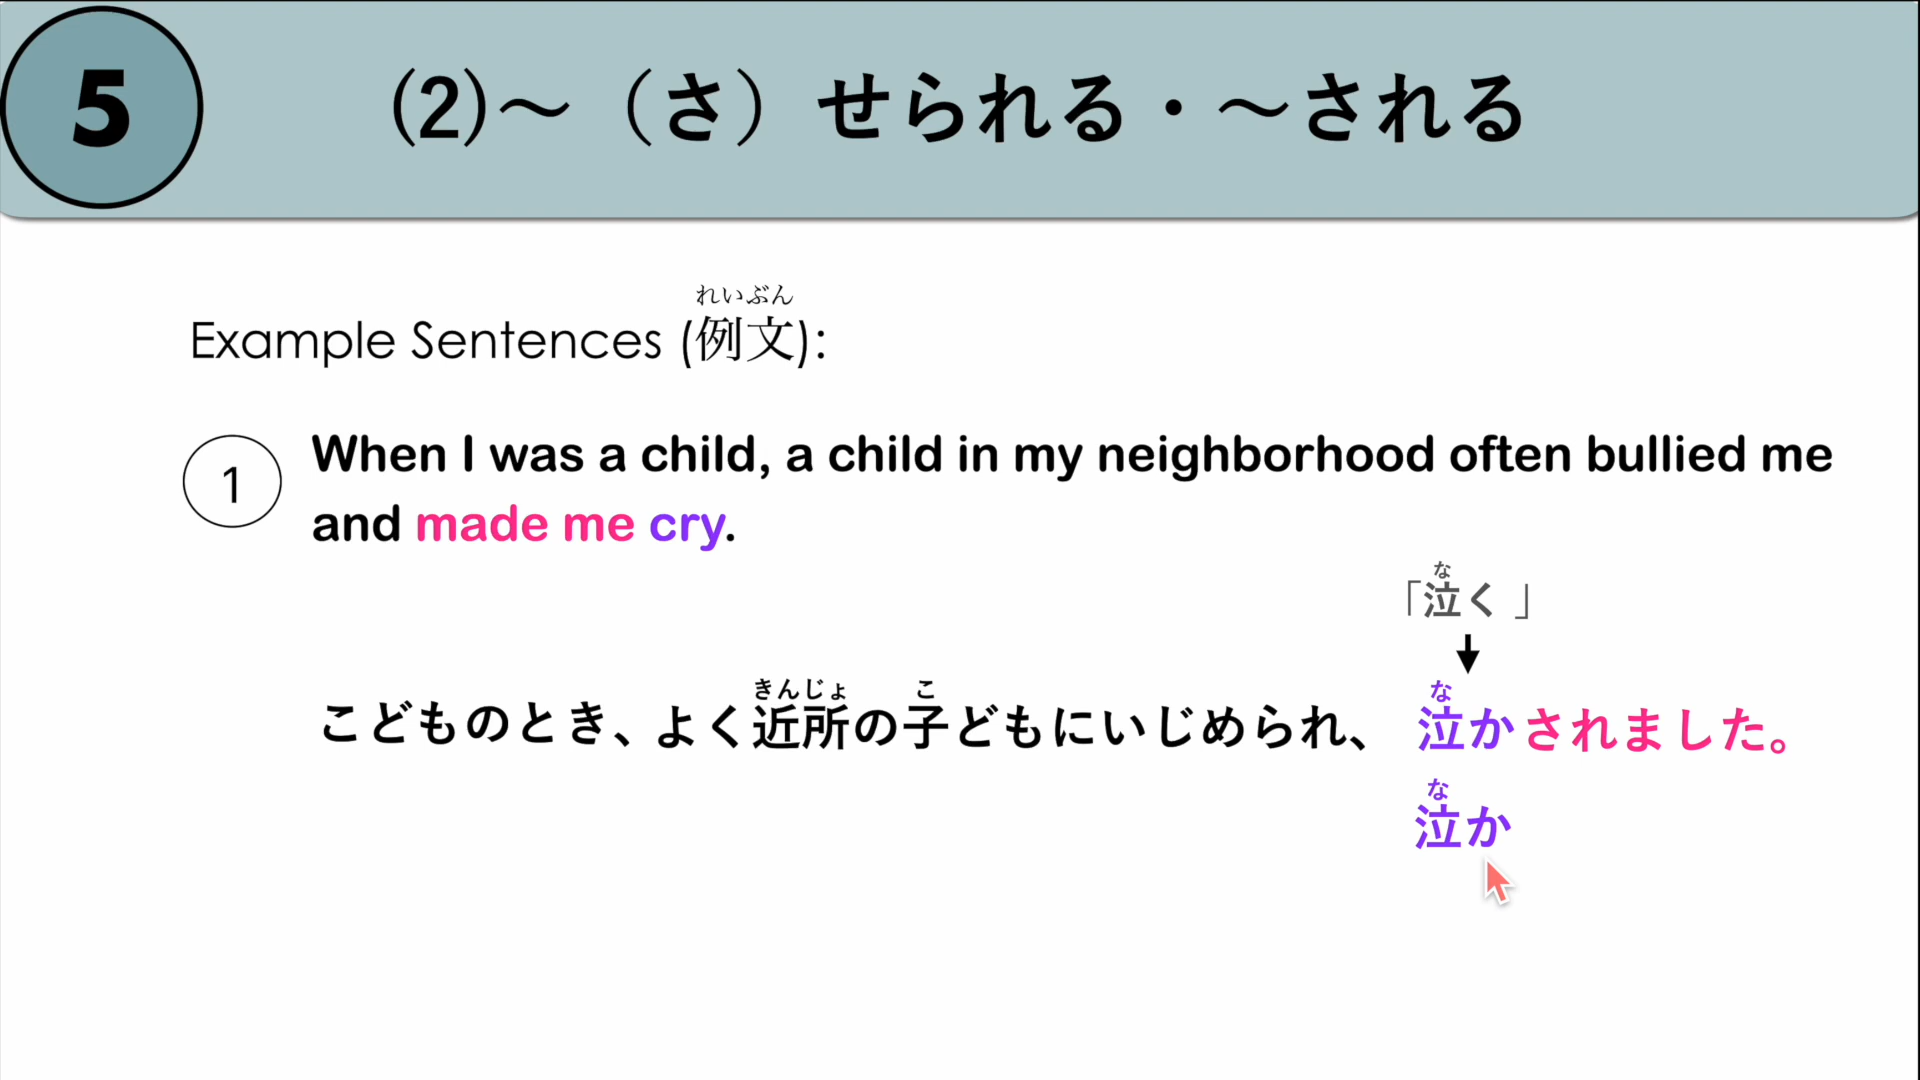 5
(2)～（さ）せられる・～される
れいぶん
Example Sentences (例文):
1
When I was a child, a child in my neighborhood often bullied me
and made me cry.
な
「泣く 」
きんじょ こ な
こどものとき、よく近所の子どもにいじめられ、 泣かされました。
な
泣か